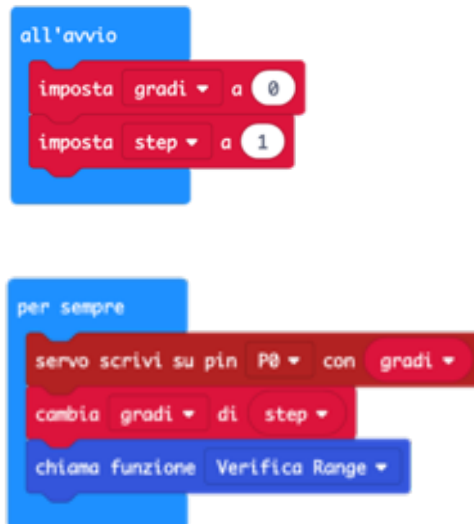 all'avvio
imposta gradi a 0
imposta step a 1
per sempre
servo scrivi su pin P0 con gradi
cambia gradi di step
chiama funzione Verifica Range